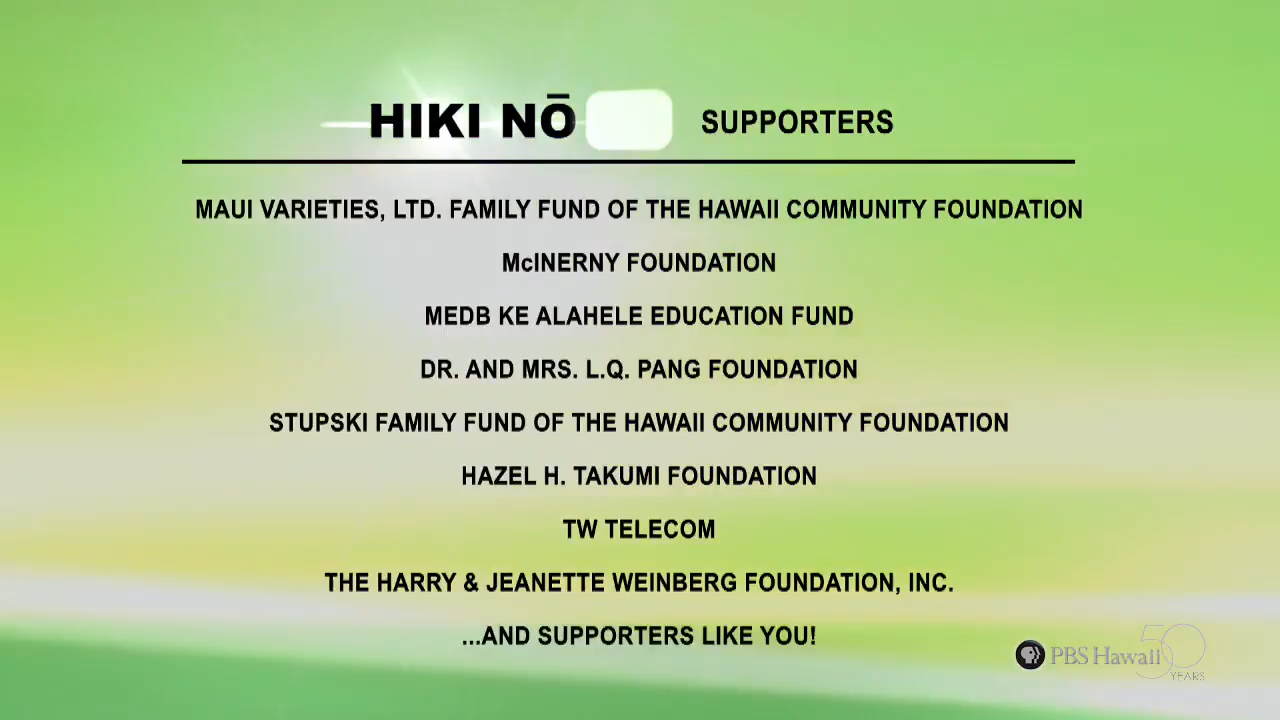 HIKI NŌ SUPPORTERS
MAUI VARIETIES, LTD. FAMILY FUND OF THE HAWAII COMMUNITY FOUNDATION
McINERNY FOUNDATION
MEDB KE ALAHELE EDUCATION FUND
DR. AND MRS. L.Q. PANG FOUNDATION
STUPSKI FAMILY FUND OF THE HAWAII COMMUNITY FOUNDATION
HAZEL H. TAKUMI FOUNDATION
TW TELECOM
THE HARRY & JEANETTE WEINBERG FOUNDATION, INC.
...AND SUPPORTERS LIKE YOU!
PBS Hawaii 50
YEARS